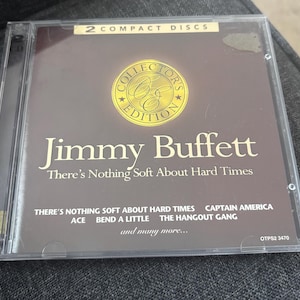 2 COMPACT DISCS
COLLECTOR'S
EDITION
Jimmy Buffett
There's Nothing Soft About Hard Times
THERE'S NOTHING SOFT ABOUT HARD TIMES CAPTAIN AMERICA
ACE BEND A LITTLE THE HANGOUT GANG
and many more...
OTPB2 3470